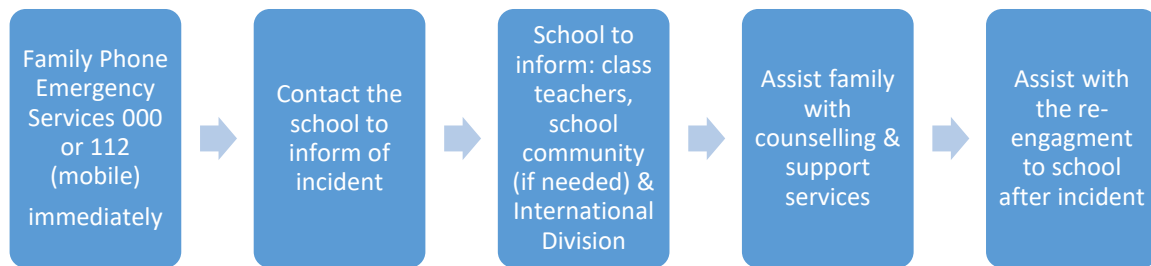 Family Phone
Emergency
Services 000
or 112
(mobile)
immediately
Contact the
school to
inform of
incident
School to
inform: class
teachers,
school
community
(if needed) &
International
Division
Assist family
with
counselling &
support
services
Assist with
the re-
engagment
to school
after incident